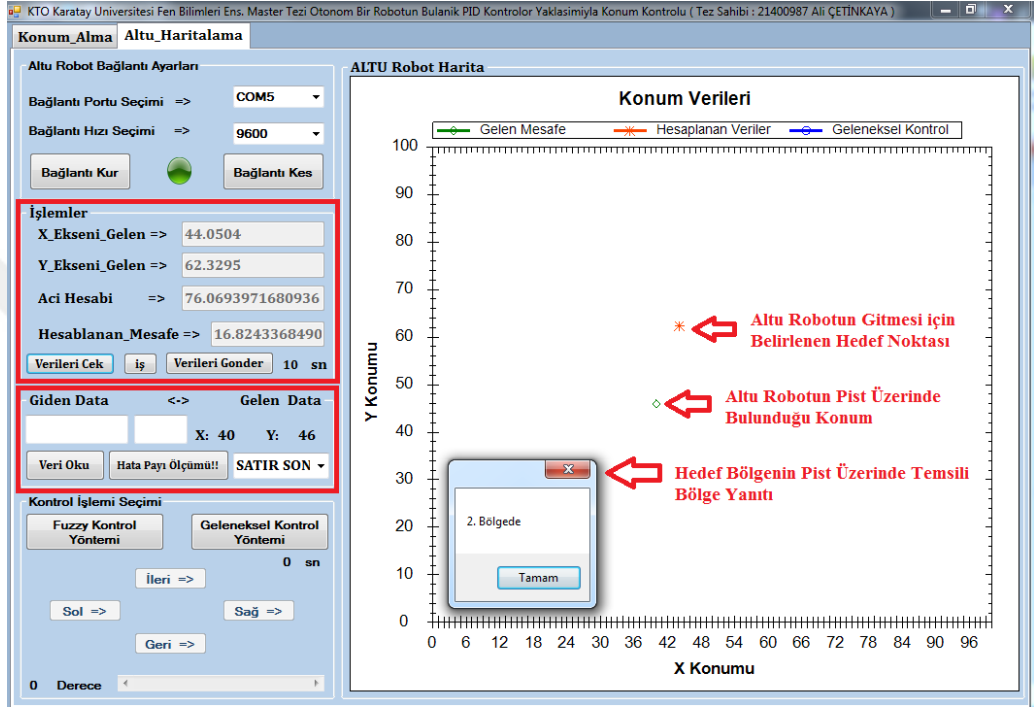 KTO Karatay Universitesi Fen Bilimleri Ens. Master Tezi Otonom Bir Robotun Bulanik PID Kontrolor Yaklasimiyla Konum Kontrolu ( Tez Sahibi : 21400987 Ali ÇETİNKAYA )
Konum_Alma Altu_Haritalama
Altu Robot Bağlantı Ayarları
Bağlantı Portu Seçimi => COM5
Bağlantı Hızı Seçimi => 9600
Bağlantı Kur Bağlantı Kes
İşlemler
X_Ekseni_Gelen => 44.0504
Y_Ekseni_Gelen => 62.3295
Aci Hesabi => 76.0693971680936
Hesablanan_Mesafe => 16.8243368490
Verileri Cek iş Verileri Gonder 10 sn
Giden Data <-> Gelen Data
X: 40 Y: 46
Veri Oku Hata Payı Ölçümü!! SATIR SON
Kontrol İşlemi Seçimi
Fuzzy Kontrol Yöntemi
Geleneksel Kontrol Yöntemi
0 sn
İleri =>
Sol => Sağ =>
Geri =>
0 Derece
ALTU Robot Harita
Konum Verileri
Gelen Mesafe Hesaplanan Veriler Geleneksel Kontrol
100
90
80
70
60
50
40
30
20
10
0
Y Konumu
0 6 12 18 24 30 36 42 48 54 60 66 72 78 84 90 96
X Konumu
Altu Robotun Gitmesi için
Belirlenen Hedef Noktası
Altu Robotun Pist Üzerinde
Bulunduğu Konum
Hedef Bölgenin Pist Üzerinde Temsili
Bölge Yanıtı
2. Bölgede
Tamam